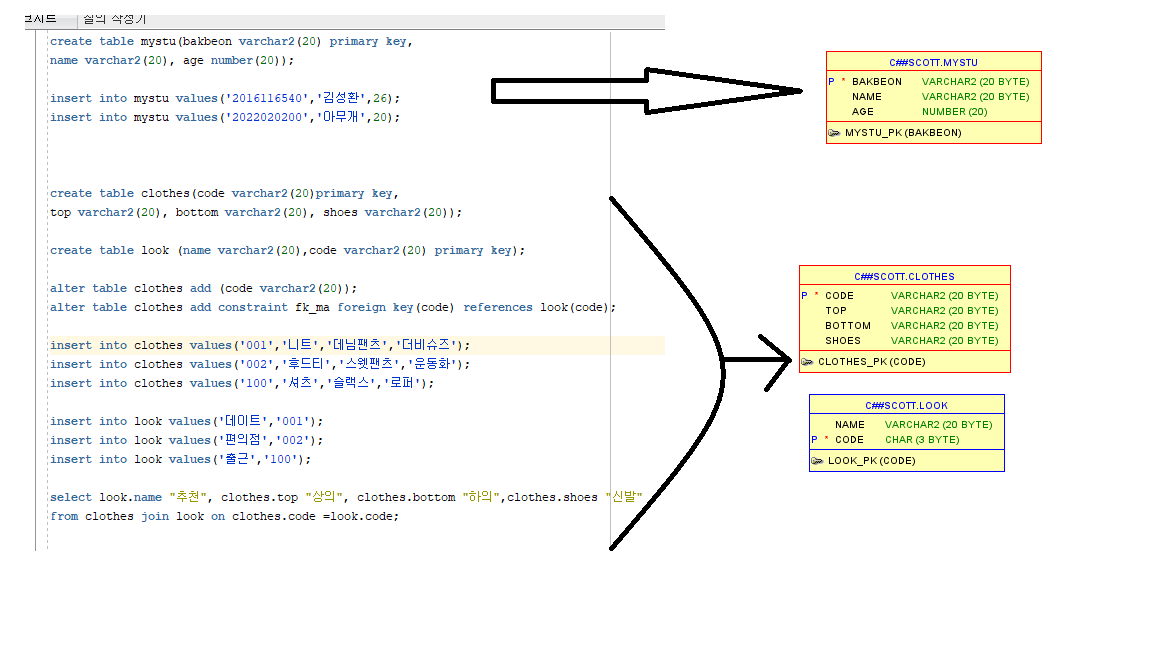 질의 작성기
create table mystu(bakbeon varchar2(20) primary key,
name varchar2(20), age number(20));
insert into mystu values('2016116540','김성환',26);
insert into mystu values('2022020200','아무개',20);
create table clothes(code varchar2(20)primary key,
top varchar2(20), bottom varchar2(20), shoes varchar2(20));
create table look (name varchar2(20),code varchar2(20) primary key);
alter table clothes add (code varchar2(20));
alter table clothes add constraint fk_ma foreign key(code) references look(code);
insert into clothes values('001','니트','데님팬츠','더비슈즈');
insert into clothes values('002','후드티','스웻팬츠','운동화');
insert into clothes values('100','셔츠','슬랙스','로퍼');
insert into look values('데이트','001');
insert into look values('편의점','002');
insert into look values('출근','100');
select look.name "추천", clothes.top "상의", clothes.bottom "하의",clothes.shoes "신발"
from clothes join look on clothes.code =look.code;
C##SCOTT.MYSTU
P * BAKBEON VARCHAR2 (20 BYTE)
NAME VARCHAR2 (20 BYTE)
AGE NUMBER (20)
MYSTU_PK (BAKBEON)
C##SCOTT.CLOTHES
P * CODE VARCHAR2 (20 BYTE)
TOP VARCHAR2 (20 BYTE)
BOTTOM VARCHAR2 (20 BYTE)
SHOES VARCHAR2 (20 BYTE)
CLOTHES_PK (CODE)
C##SCOTT.LOOK
NAME VARCHAR2 (20 BYTE)
P * CODE CHAR (3 BYTE)
LOOK_PK (CODE)